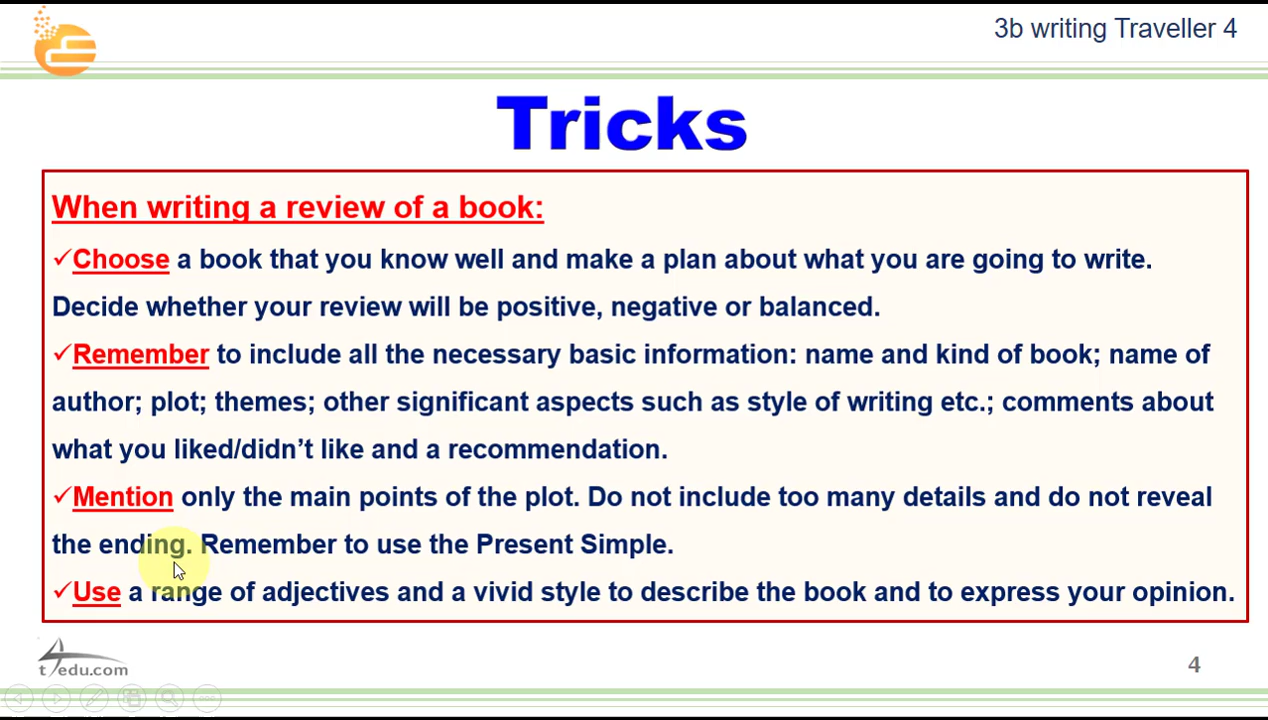 3b writing Traveller 4
Tricks
When writing a review of a book:
✓Choose a book that you know well and make a plan about what you are going to write.
Decide whether your review will be positive, negative or balanced.
✓Remember to include all the necessary basic information: name and kind of book; name of
author; plot; themes; other significant aspects such as style of writing etc.; comments about
what you liked/didn’t like and a recommendation.
✓Mention only the main points of the plot. Do not include too many details and do not reveal
the ending. Remember to use the Present Simple.
✓Use a range of adjectives and a vivid style to describe the book and to express your opinion.
t4edu.com
4